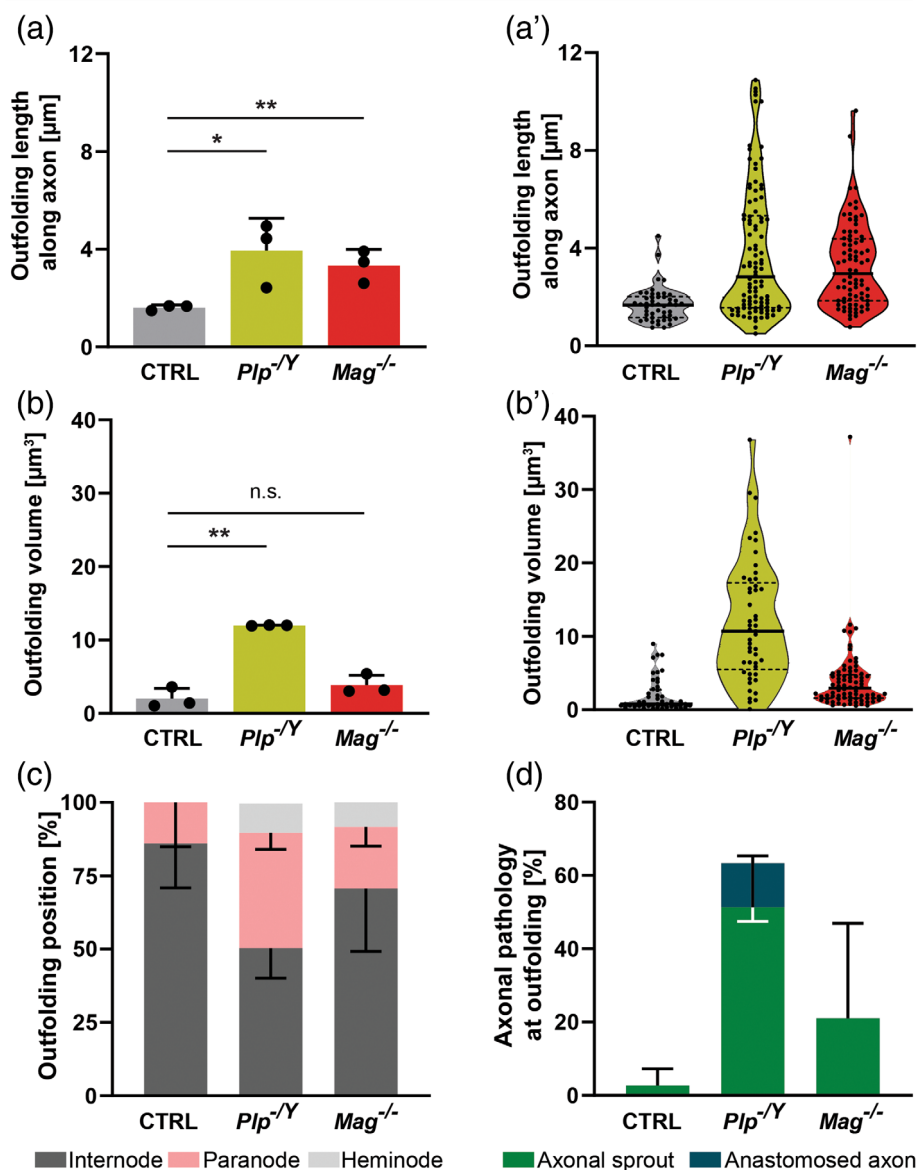 (a)
Outfolding length
along axon [µm]
12
8
4
0
**
*
CTRL
Plp-/Y
Mag-/-
(a')
Outfolding length
along axon [µm]
12
8
4
0
CTRL
Plp-/Y
Mag-/-
(b)
Outfolding volume [µm³]
40
30
20
10
0
n.s.
**
CTRL
Plp-/Y
Mag-/-
(b')
Outfolding volume [µm³]
40
30
20
10
0
CTRL
Plp-/Y
Mag-/-
(c)
Outfolding position [%]
100
75
50
25
0
CTRL
Plp-/Y
Mag-/-
Internode Paranode Heminode
(d)
Axonal pathology
at outfolding [%]
80
60
40
20
0
CTRL
Plp-/Y
Mag-/-
Axonal sprout Anastomosed axon